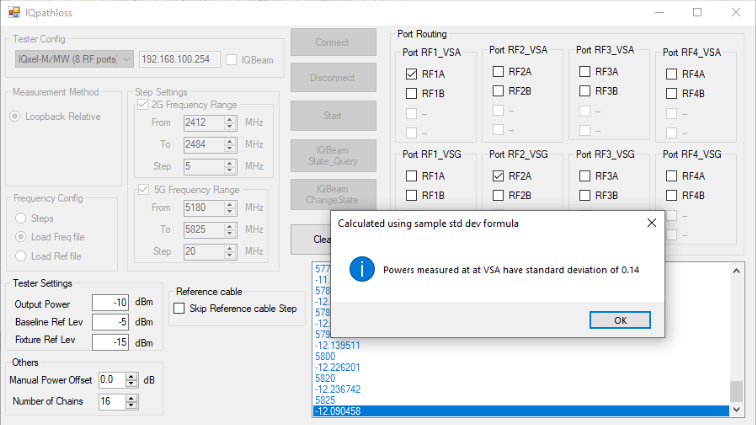 IQpathloss
Tester Config
IQxel-M/MW (8 RF ports) 192.168.100.254 IQBeam
Measurement Method
Loopback Relative
Frequency Config
Steps
Load Freq file
Load Ref file
Step Settings
2G Frequency Range
From 2412 MHz
To 2484 MHz
Step 5 MHz
5G Frequency Range
From 5180 MHz
To 5825 MHz
Step 20 MHz
Connect
Disconnect
Start
IQBeam
State_Query
IQBeam
ChangeState
Clea
Port Routing
Port RF1_VSA
RF1A
RF1B
--
--
Port RF2_VSA
RF2A
RF2B
--
--
Port RF3_VSA
RF3A
RF3B
--
--
Port RF4_VSA
RF4A
RF4B
--
--
Port RF1_VSG
RF1A
RF1B
Port RF2_VSG
RF2A
RF2B
Port RF3_VSG
RF3A
RF3B
Port RF4_VSG
RF4A
RF4B
--
--
Calculated using sample std dev formula
Powers measured at at VSA have standard deviation of 0.14
OK
Tester Settings
Output Power -10 dBm
Baseline Ref Lev -5 dBm
Fixture Ref Lev -15 dBm
Others
Manual Power Offset 0.0 dB
Number of Chains 16
Reference cable
Skip Reference cable Step
577
-11.
578
-12.
578
-12.
579
-12.139511
5800
-12.226201
5820
-12.236742
5825
-12.090458